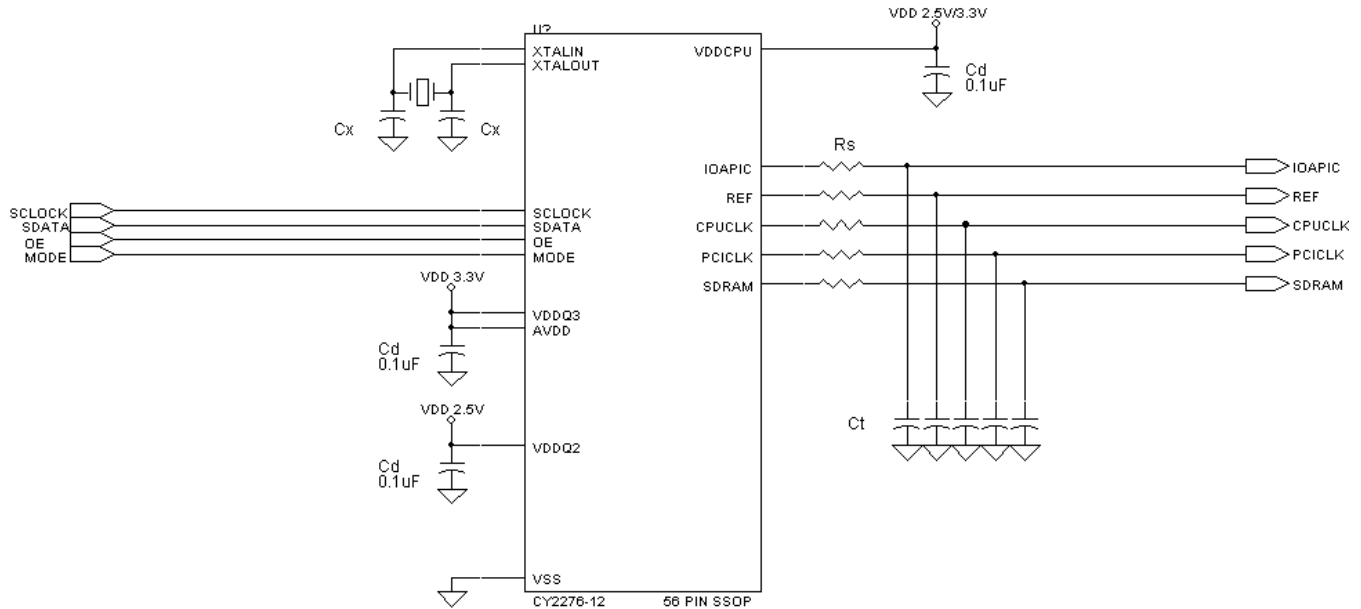 VDD 2.5V/3.3V
U?
XTALIN
XTALOUT
VDDCPU
Cd
0.1uF
Cx
Cx
Rs
IOAPIC
IOAPIC
REF
REF
SCLOCK
SCLOCK
CPUCLK
CPUCLK
SDATA
SDATA
OE
OE
MODE
MODE
PCICLK
PCICLK
VDD 3.3V
SDRAM
SDRAM
VDDQ3
AVDD
Cd
0.1uF
VDD 2.5V
Ct
VDDQ2
Cd
0.1uF
VSS
CY2276-12
56 PIN SSOP